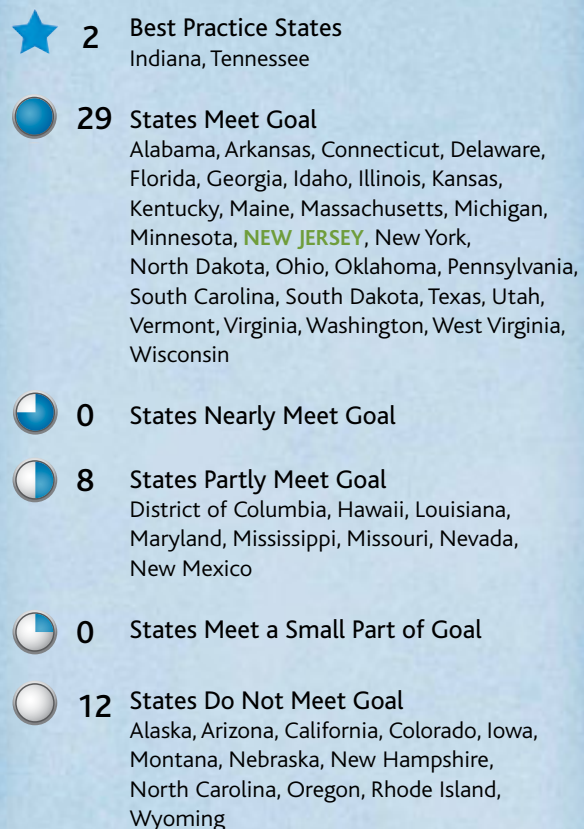 2 Best Practice States
Indiana, Tennessee
29 States Meet Goal
Alabama, Arkansas, Connecticut, Delaware,
Florida, Georgia, Idaho, Illinois, Kansas,
Kentucky, Maine, Massachusetts, Michigan,
Minnesota, NEW JERSEY, New York,
North Dakota, Ohio, Oklahoma, Pennsylvania,
South Carolina, South Dakota, Texas, Utah,
Vermont, Virginia, Washington, West Virginia,
Wisconsin
0 States Nearly Meet Goal
8 States Partly Meet Goal
District of Columbia, Hawaii, Louisiana,
Maryland, Mississippi, Missouri, Nevada,
New Mexico
0 States Meet a Small Part of Goal
12 States Do Not Meet Goal
Alaska, Arizona, California, Colorado, Iowa,
Montana, Nebraska, New Hampshire,
North Carolina, Oregon, Rhode Island,
Wyoming